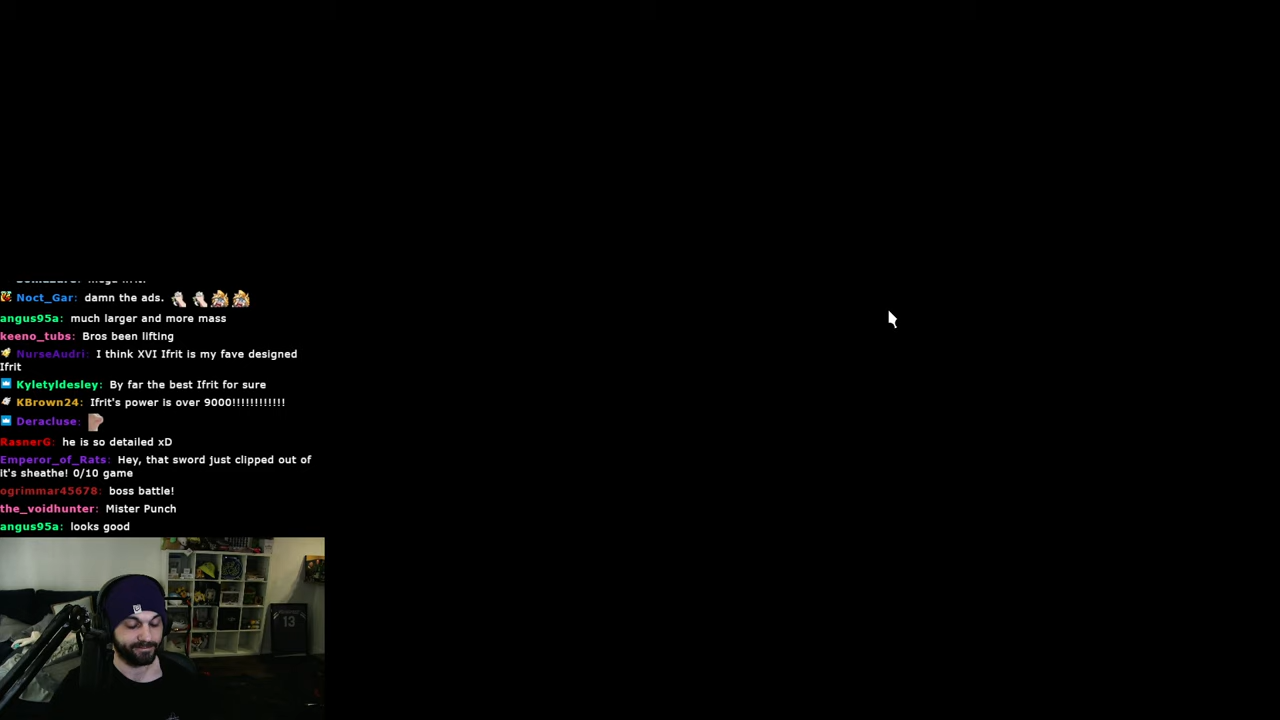 Noct_Gar: damn the ads.
angus95a: much larger and more mass
keeno_tubs: Bros been lifting
NurseAudri: I think XVI Ifrit is my fave designed
Ifrit
Kyletyldesley: By far the best Ifrit for sure
KBrown24: Ifrit's power is over 9000!!!!!!!!!!!!
Deracluse:
RasnerG: he is so detailed xD
Emperor_of_Rats: Hey, that sword just clipped out of
it's sheathe! 0/10 game
ogrimmar45678: boss battle!
the_voidhunter: Mister Punch
angus95a: looks good
13